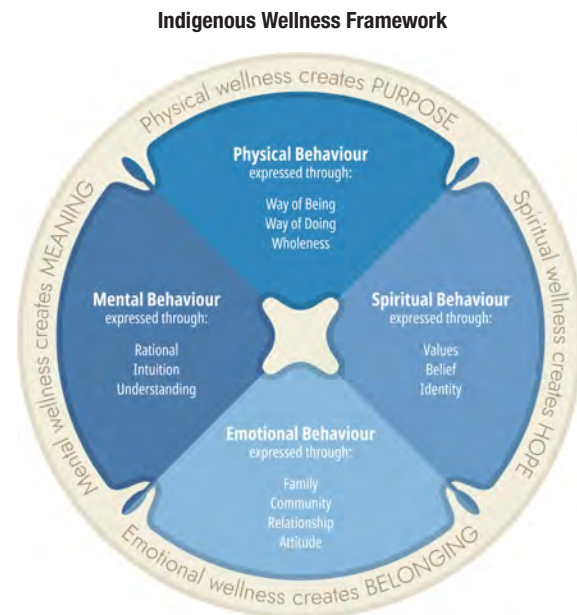 Indigenous Wellness Framework
Physical wellness creates PURPOSE
Physical Behaviour
expressed through:
Way of Being
Way of Doing
Wholeness
Mental wellness creates MEANING
Mental Behaviour
expressed through:
Rational
Intuition
Understanding
Spiritual Behaviour
expressed through:
Values
Belief
Identity
Spiritual wellness creates HOPE
Emotional Behaviour
expressed through:
Family
Community
Relationship
Attitude
Emotional wellness creates BELONGING